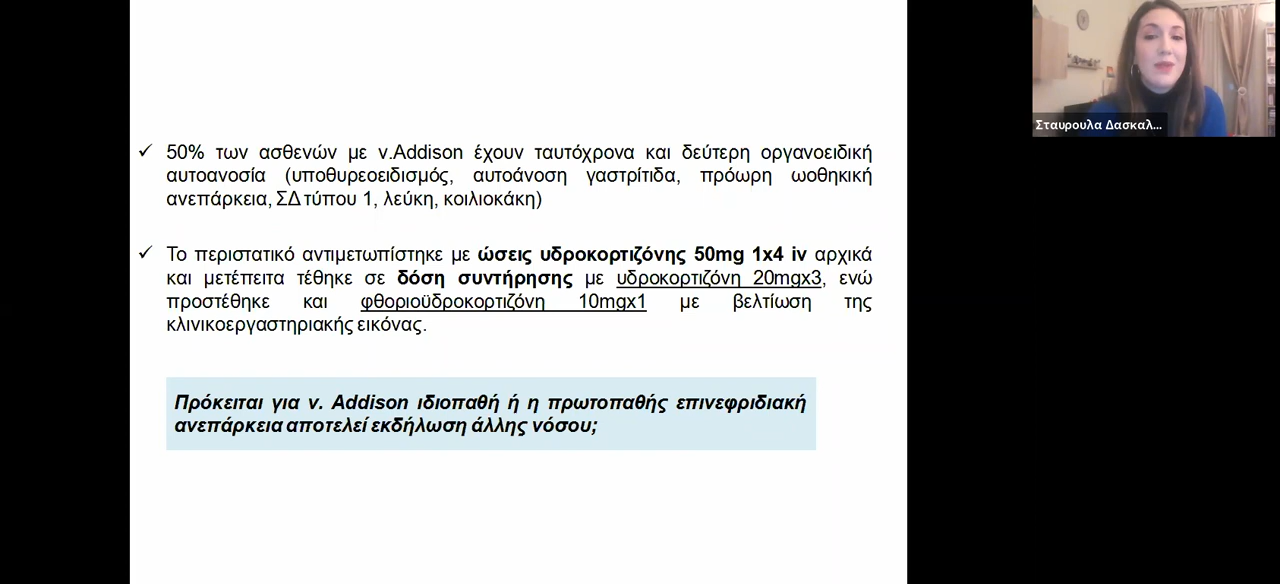 Σταυρουλα Δασκαλ...
✓ 50% των ασθενών με ν.Addison έχουν ταυτόχρονα και δεύτερη οργανοειδική
αυτοανοσία (υποθυρεοειδισμός, αυτοάνοση γαστρίτιδα, πρόωρη ωοθηκική
ανεπάρκεια, ΣΔ τύπου 1, λεύκη, κοιλιοκάκη)
✓ Το περιστατικό αντιμετωπίστηκε με ώσεις υδροκορτιζόνης 50mg 1x4 iv αρχικά
και μετέπειτα τέθηκε σε δόση συντήρησης με υδροκορτιζόνη 20mgx3, ενώ
προστέθηκε και φθοριοϋδροκορτιζόνη 10mgx1 με βελτίωση της
κλινικοεργαστηριακής εικόνας.
Πρόκειται για ν. Addison ιδιοπαθή ή η πρωτοπαθής επινεφριδιακή
ανεπάρκεια αποτελεί εκδήλωση άλλης νόσου;